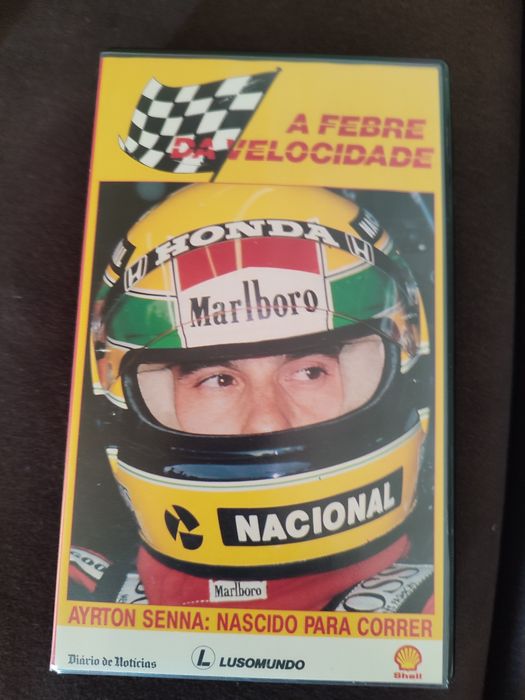 A FEBRE
DA VELOCIDADE
HONDA
Marlboro
NACIONAL
Marlboro
AYRTON SENNA: NASCIDO PARA CORRER
Diário de Notícias
L LUSOMUNDO
Shell